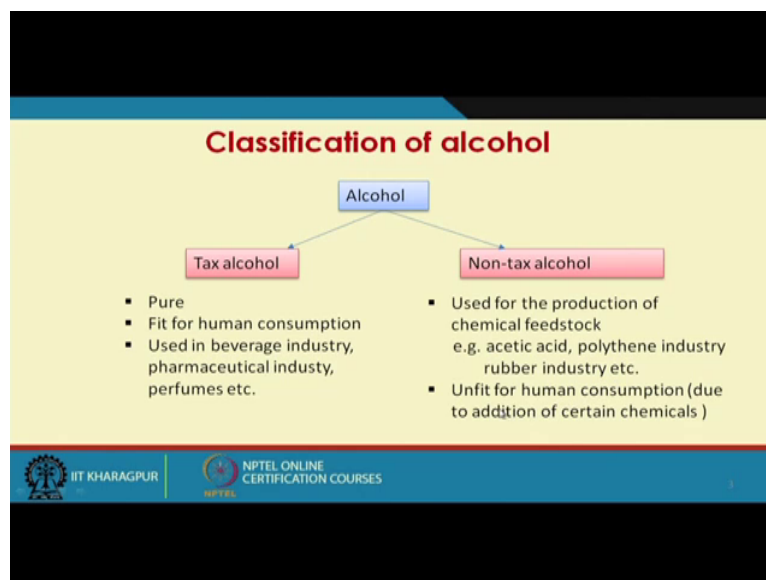 Classification of alcohol
Alcohol
Tax alcohol
Non-tax alcohol
▪ Pure
▪ Fit for human consumption
▪ Used in beverage industry,
pharmaceutical industy,
perfumes etc.
▪ Used for the production of
chemical feedstock
e.g. acetic acid, polythene industry
rubber industry etc.
▪ Unfit for human consumption (due
to addition of certain chemicals )
IIT KHARAGPUR
NPTEL
NPTEL ONLINE
CERTIFICATION COURSES
3